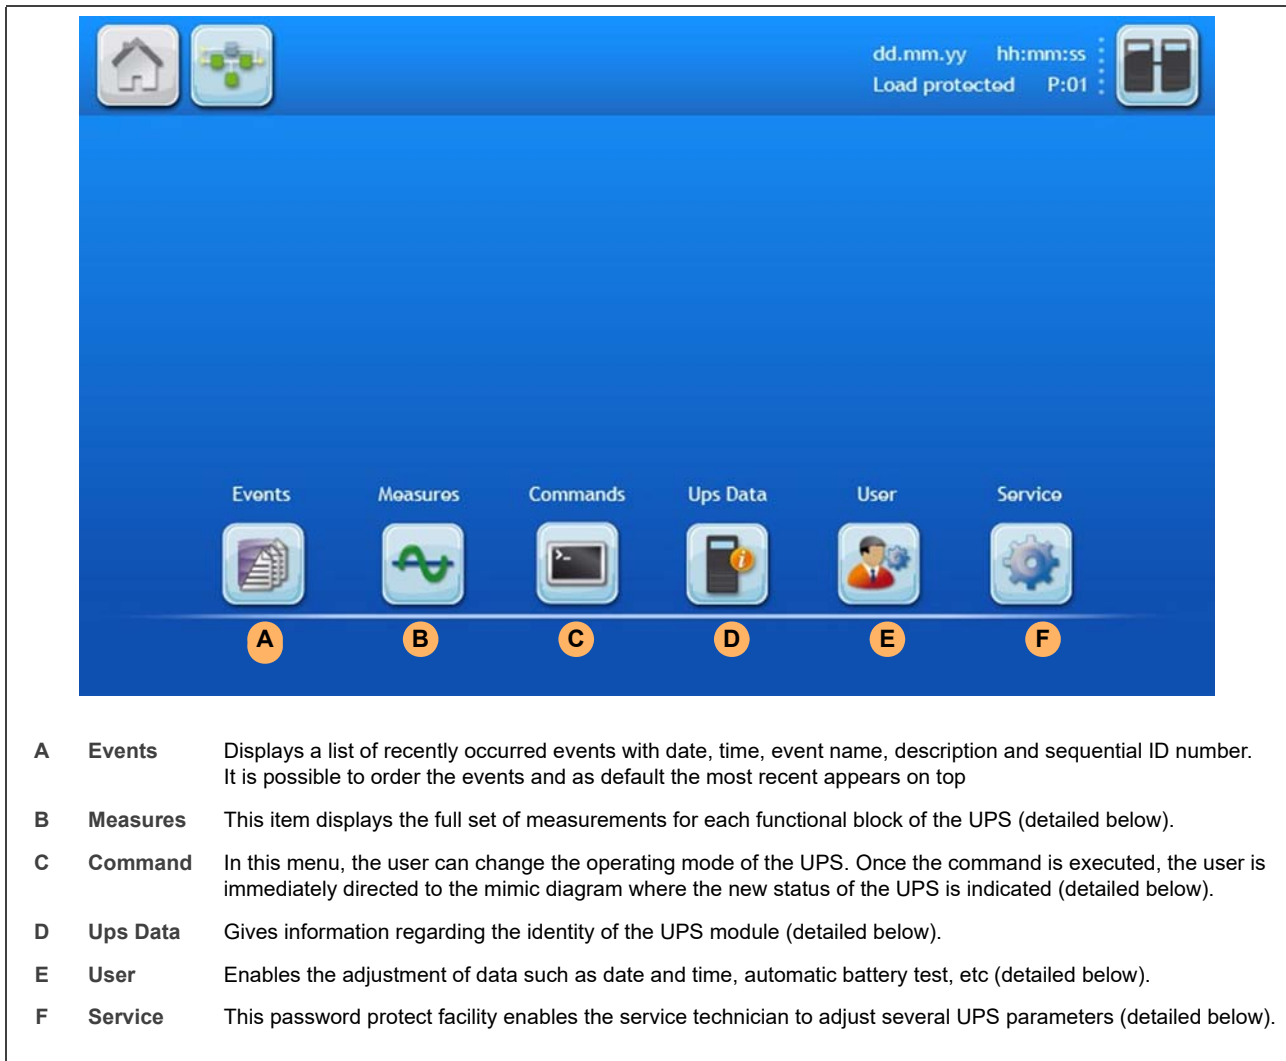 dd.mm.yy hh:mm:ss
Load protected P:01
Events Measures Commands Ups Data User Service
>_
i
A B C D E F
A Events Displays a list of recently occurred events with date, time, event name, description and sequential ID number.
It is possible to order the events and as default the most recent appears on top
B Measures This item displays the full set of measurements for each functional block of the UPS (detailed below).
C Command In this menu, the user can change the operating mode of the UPS. Once the command is executed, the user is
immediately directed to the mimic diagram where the new status of the UPS is indicated (detailed below).
D Ups Data Gives information regarding the identity of the UPS module (detailed below).
E User Enables the adjustment of data such as date and time, automatic battery test, etc (detailed below).
F Service This password protect facility enables the service technician to adjust several UPS parameters (detailed below).